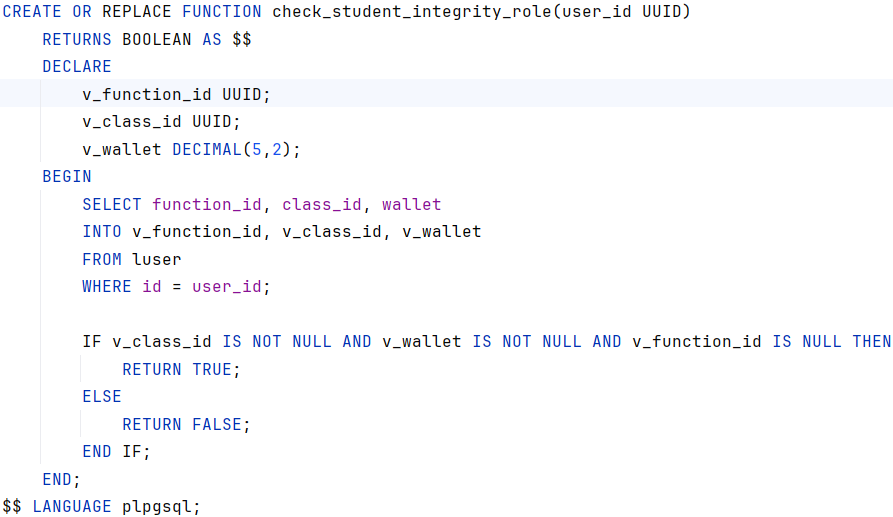 CREATE OR REPLACE FUNCTION check_student_integrity_role(user_id UUID)
    RETURNS BOOLEAN AS $$
    DECLARE
        v_function_id UUID;
        v_class_id UUID;
        v_wallet DECIMAL(5,2);
    BEGIN
        SELECT function_id, class_id, wallet
        INTO v_function_id, v_class_id, v_wallet
        FROM luser
        WHERE id = user_id;

        IF v_class_id IS NOT NULL AND v_wallet IS NOT NULL AND v_function_id IS NULL THEN
            RETURN TRUE;
        ELSE
            RETURN FALSE;
        END IF;
    END;
$$ LANGUAGE plpgsql;